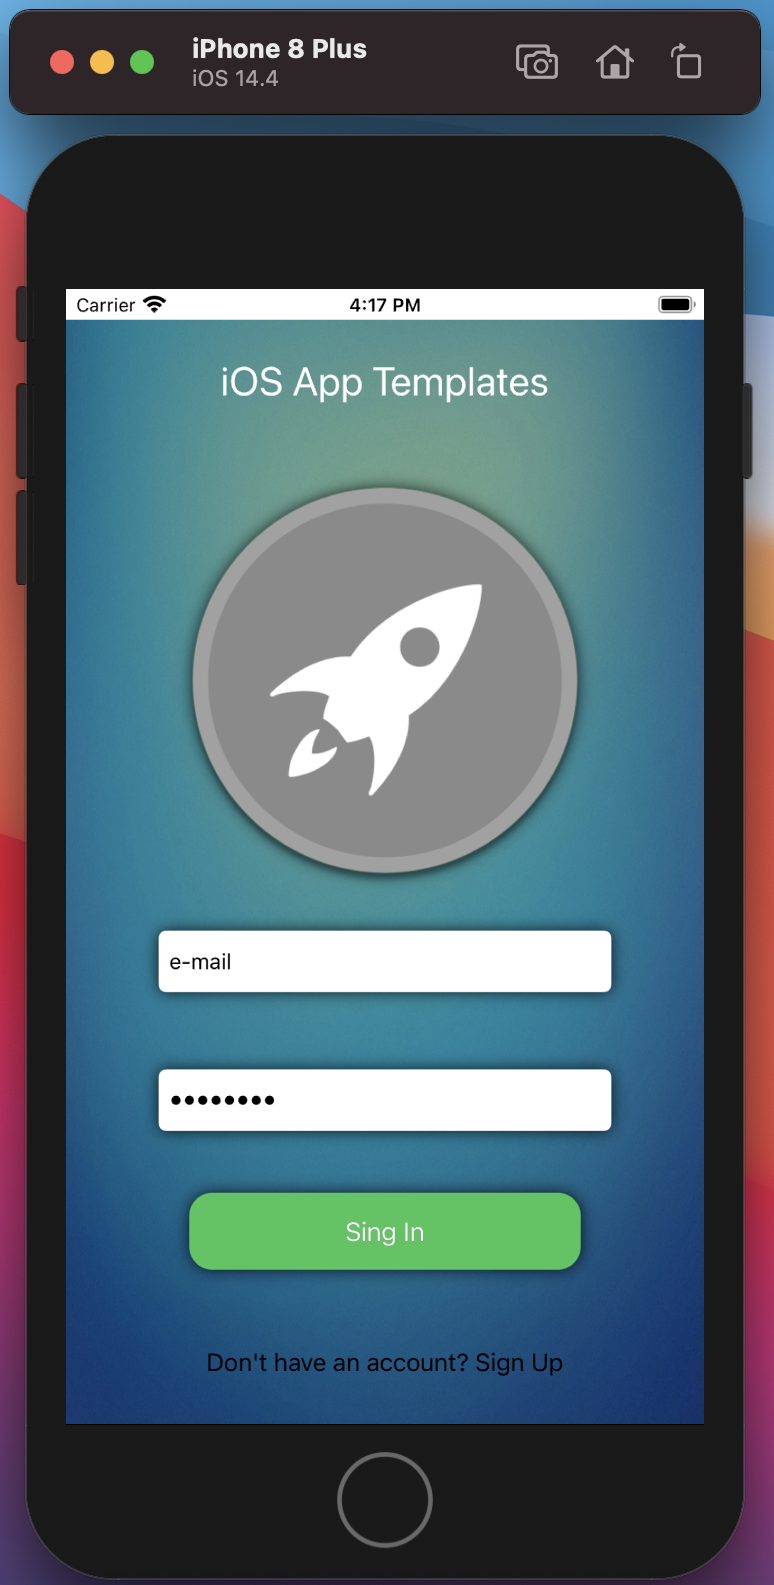 iPhone 8 Plus
iOS 14.4
Carrier 4:17 PM
iOS App Templates
e-mail
••••••••
Sing In
Don't have an account? Sign Up